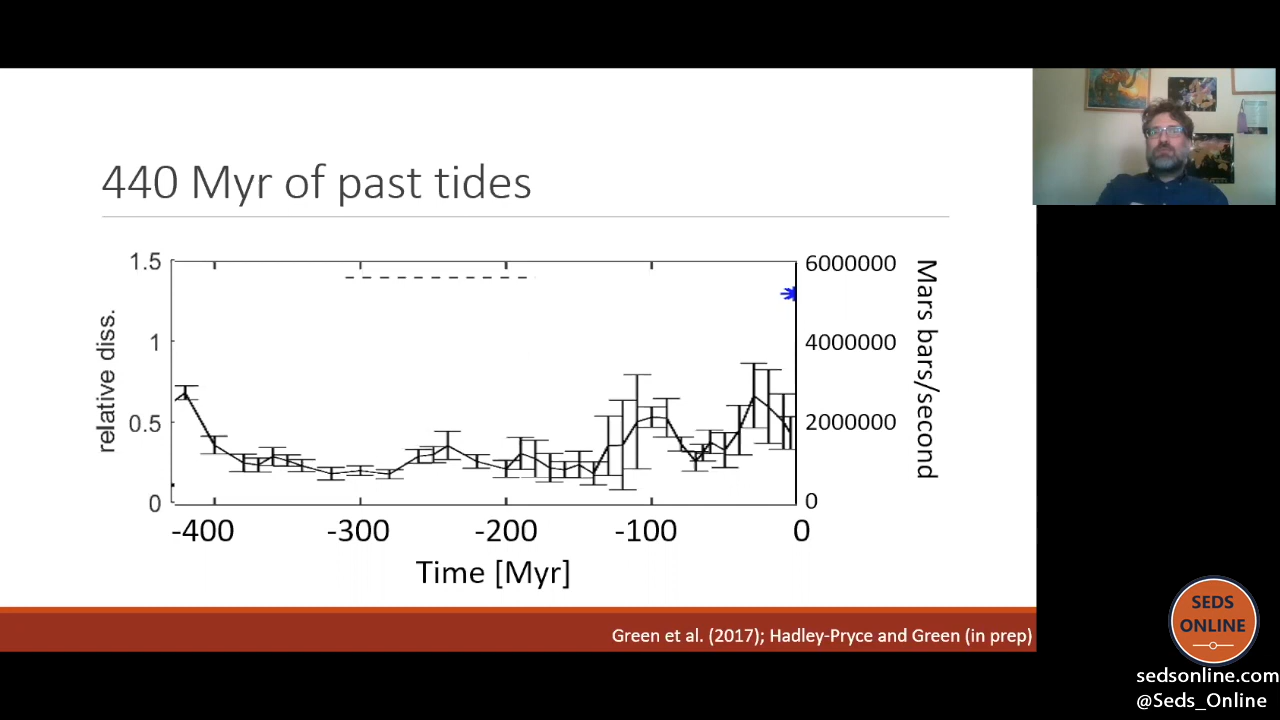 440 Myr of past tides
1.5
1
0.5
0
relative diss.
6000000
4000000
2000000
0
Mars bars/second
-400
-300
-200
-100
0
Time [Myr]
Green et al. (2017); Hadley-Pryce and Green (in prep)
SEDS
ONLINE
sedsonline.com
@Seds_Online